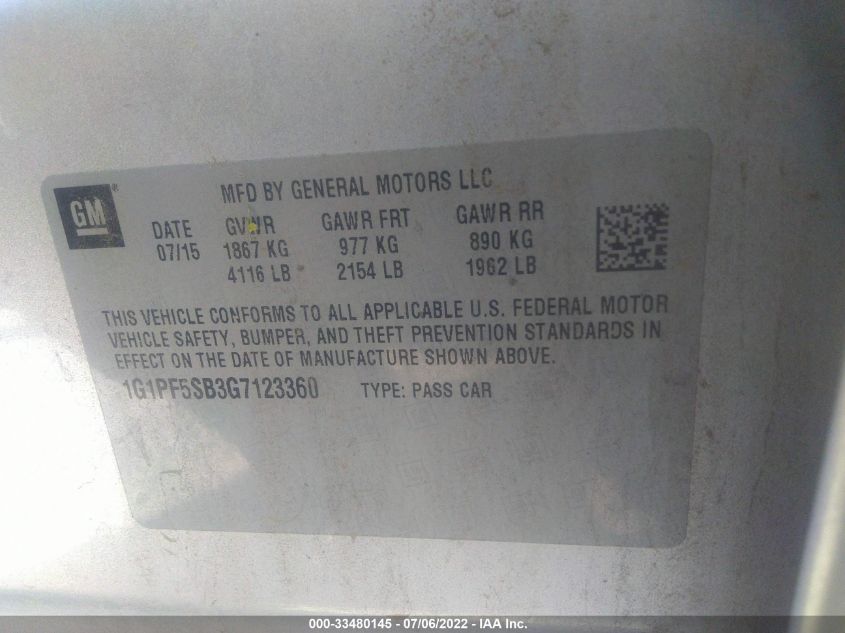 MFD BY GENERAL MOTORS LLC
GM®
DATE GVWR GAWR FRT GAWR RR
07/15 1867 KG 977 KG 890 KG
4116 LB 2154 LB 1962 LB
THIS VEHICLE CONFORMS TO ALL APPLICABLE U.S. FEDERAL MOTOR
VEHICLE SAFETY, BUMPER, AND THEFT PREVENTION STANDARDS IN
EFFECT ON THE DATE OF MANUFACTURE SHOWN ABOVE.
1G1PF5SB3G7123360 TYPE: PASS CAR
000-33480145 - 07/06/2022 - IAA Inc.